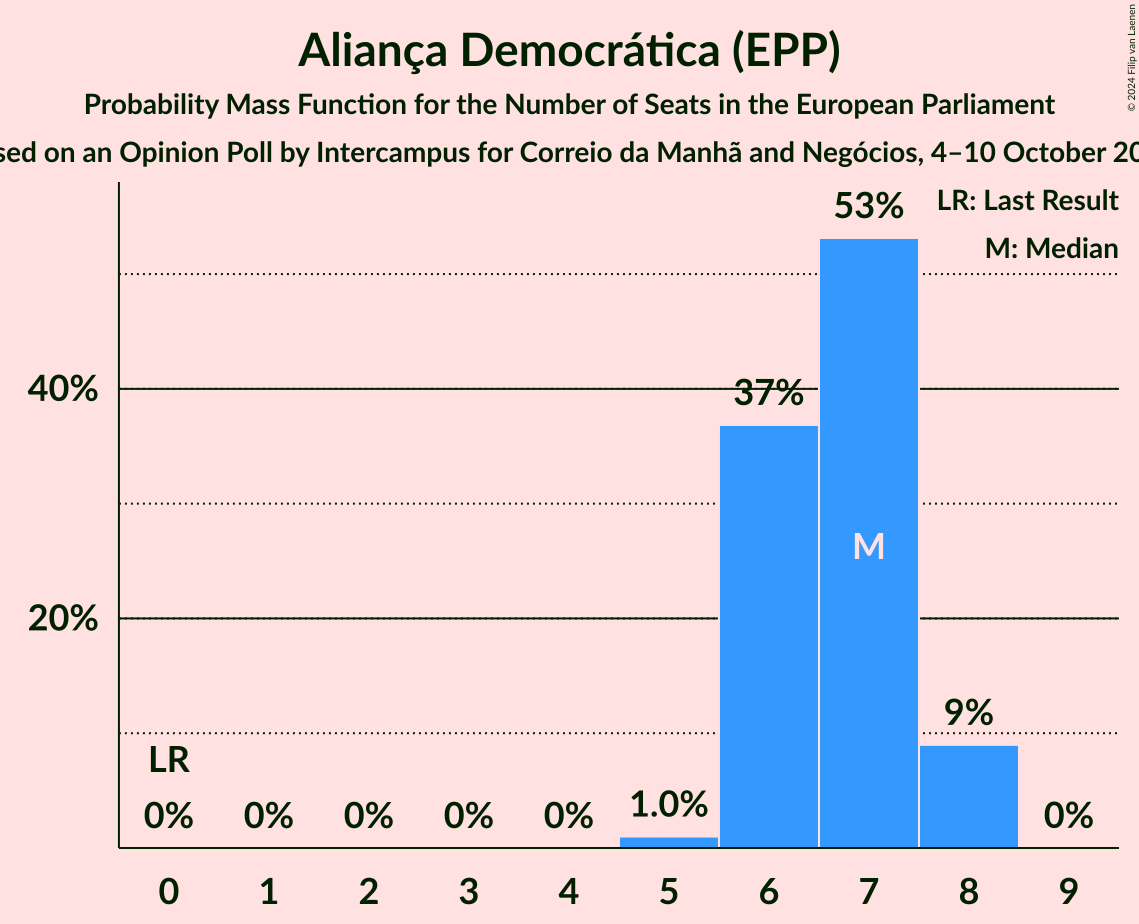 Aliança Democrática (EPP)
Probability Mass Function for the Number of Seats in the European Parliament
on an Opinion Poll by Intercampus for Correio da Manhã and Negócios, 4–10 October
© 2024 Filip van Laenen
LR: Last Result
M: Median
53%
40%
37%
M
20%
9%
LR
1.0%
0% 0% 0% 0% 0% 0%
0 1 2 3 4 5 6 7 8 9